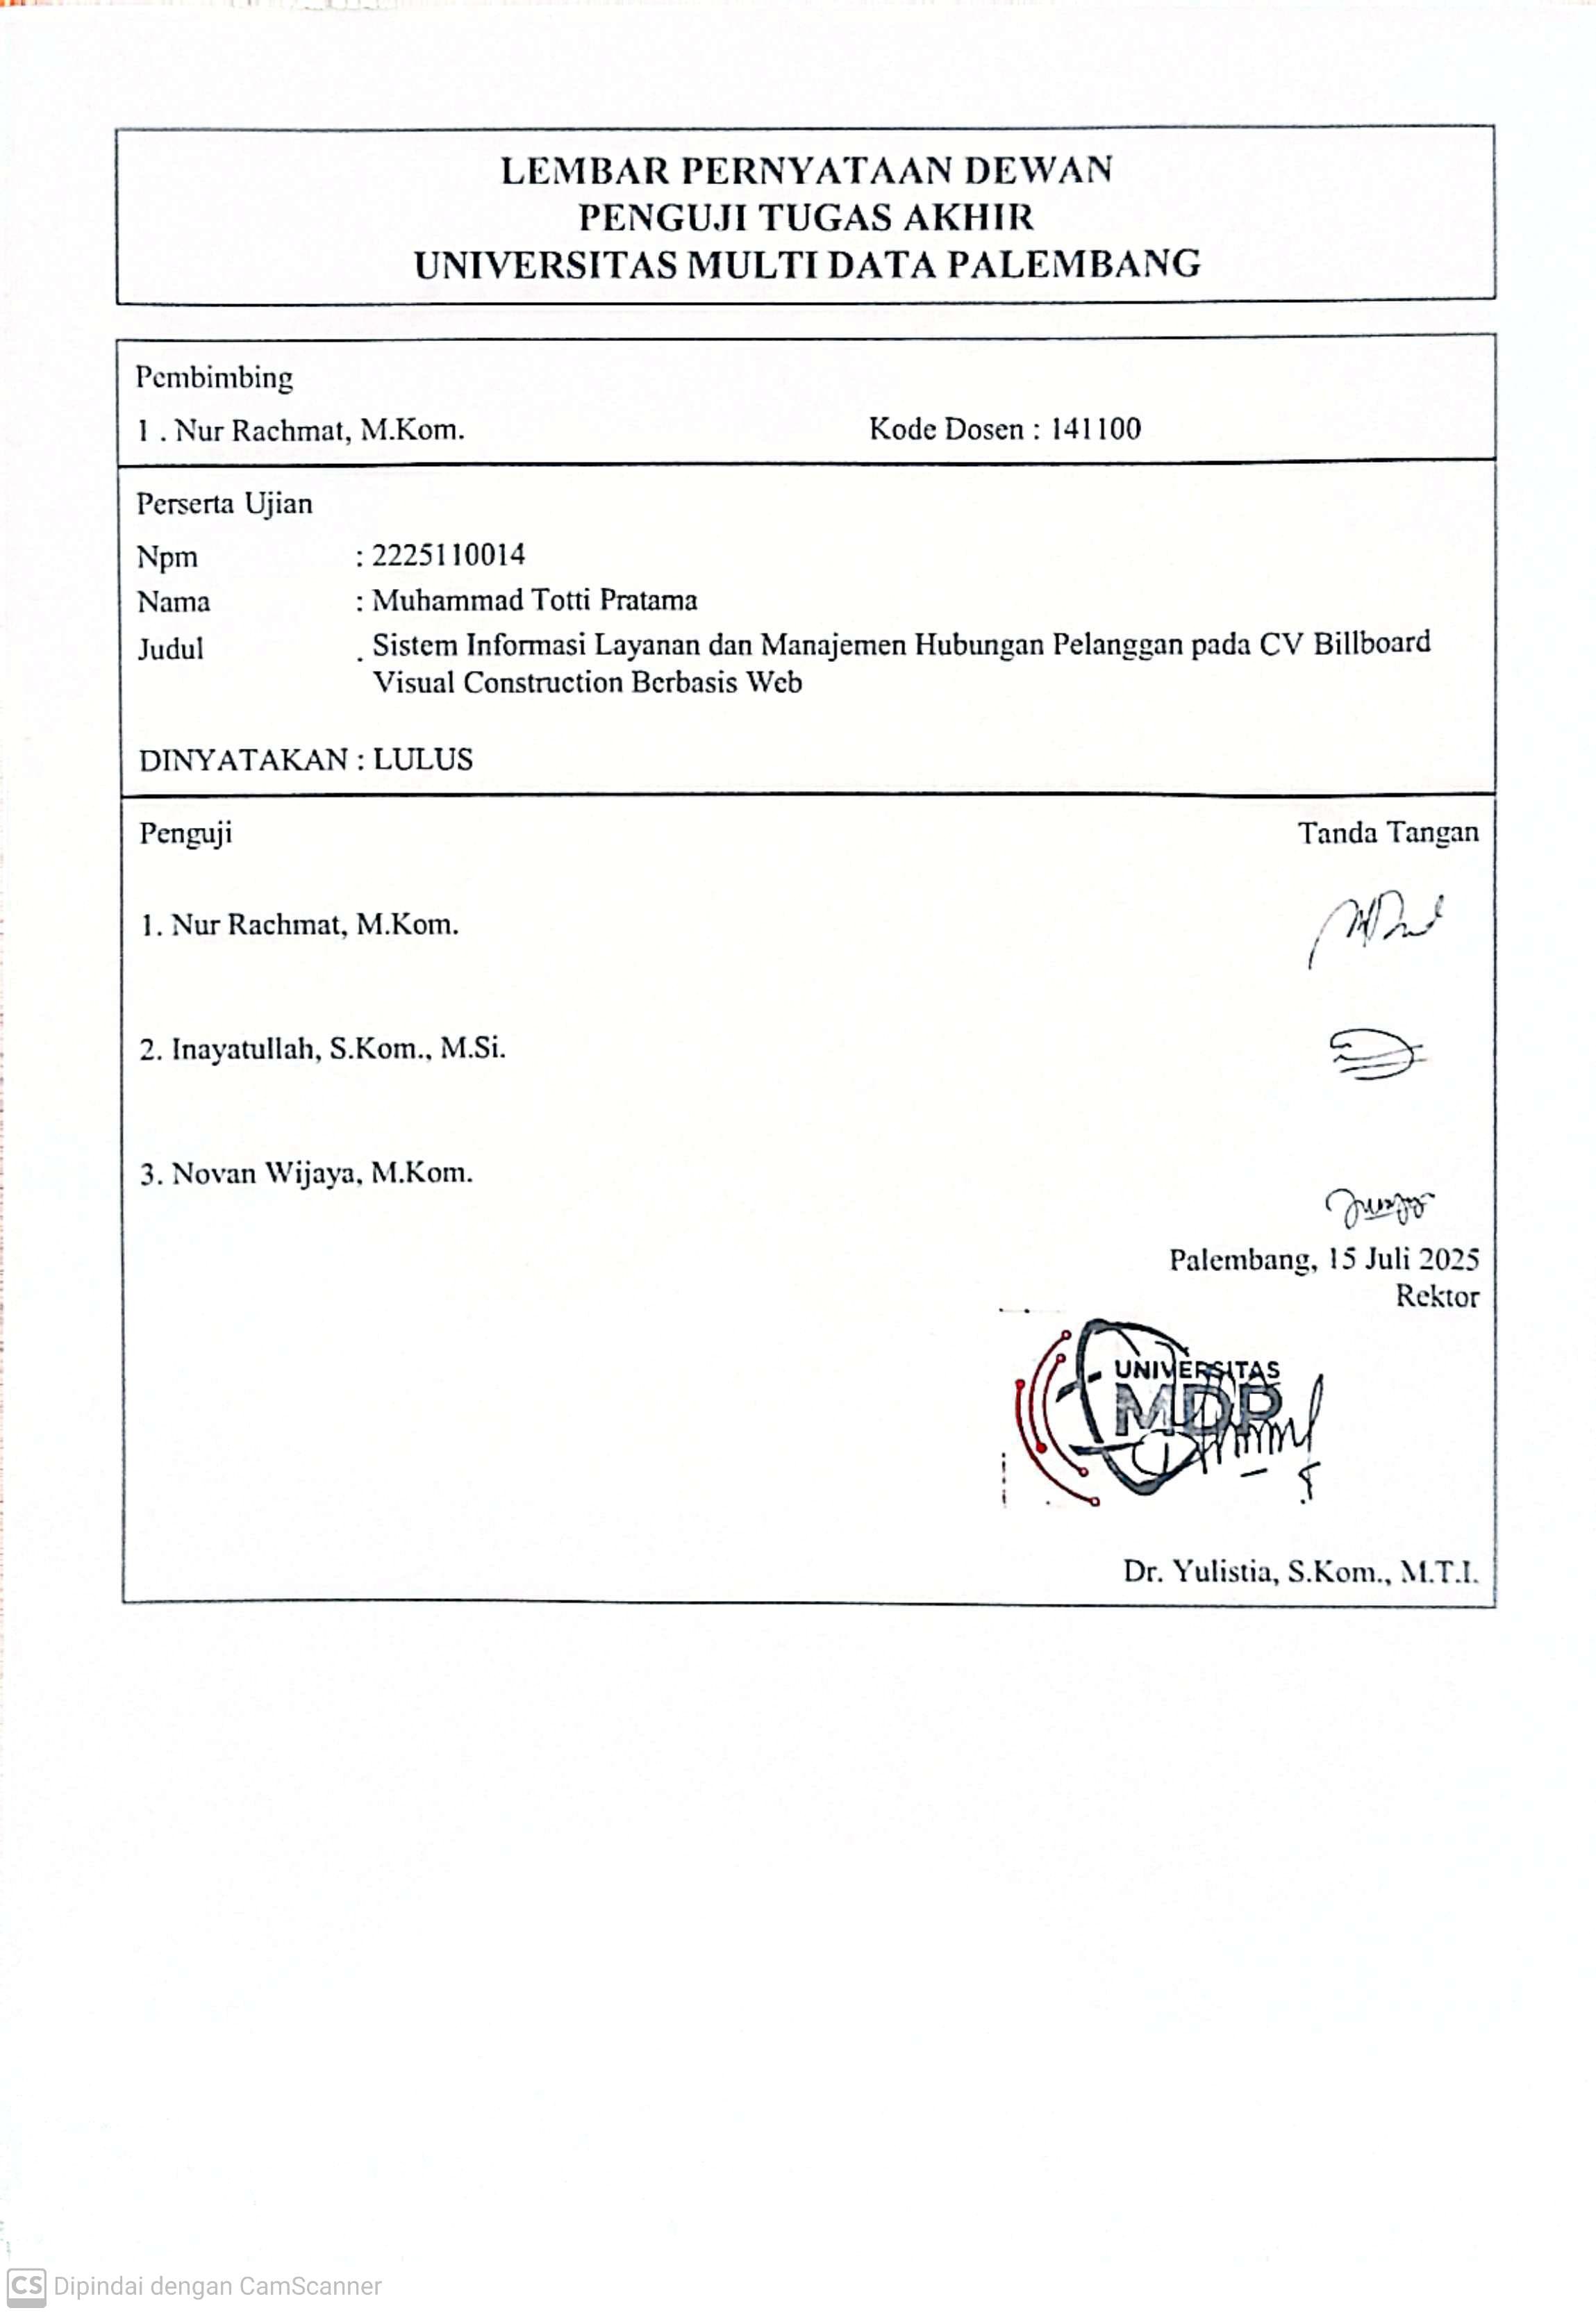 LEMBAR PERNYATAAN DEWAN
PENGUJI TUGAS AKHIR
UNIVERSITAS MULTI DATA PALEMBANG
Pembimbing
1 . Nur Rachmat, M.Kom. Kode Dosen : 141100
Perserta Ujian
Npm : 2225110014
Nama : Muhammad Totti Pratama
Judul . Sistem Informasi Layanan dan Manajemen Hubungan Pelanggan pada CV Billboard
Visual Construction Berbasis Web
DINYATAKAN : LULUS
Penguji Tanda Tangan
1. Nur Rachmat, M.Kom.
2. Inayatullah, S.Kom., M.Si.
3. Novan Wijaya, M.Kom.
Palembang, 15 Juli 2025
Rektor
UNIVERSITAS
MDP
Dr. Yulistia, S.Kom., M.T.I.
CS Dipindai dengan CamScanner